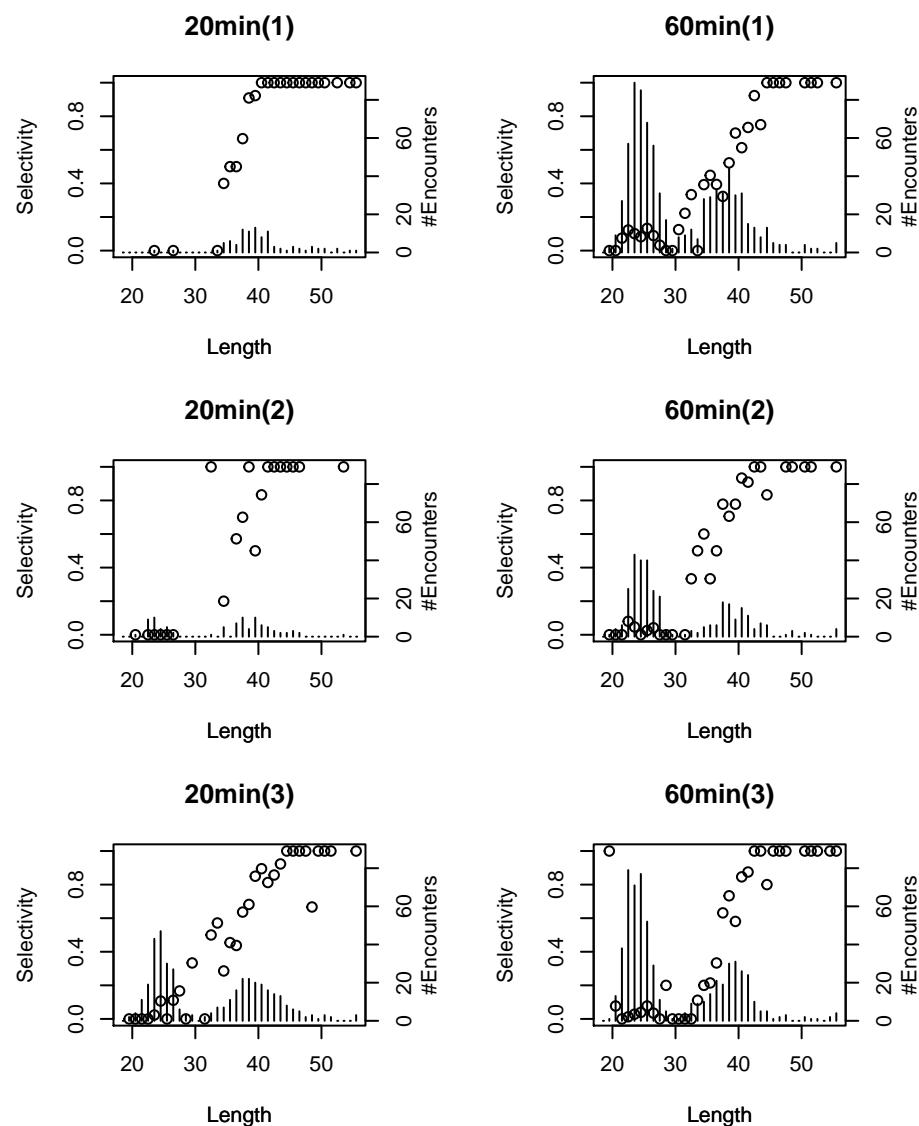 20min(1)
Selectivity
0.0 0.4 0.8
0 20 60
#Encounters
20 30 40 50
Length
60min(1)
Selectivity
0.0 0.4 0.8
0 20 60
#Encounters
20 30 40 50
Length
20min(2)
Selectivity
0.0 0.4 0.8
0 20 60
#Encounters
20 30 40 50
Length
60min(2)
Selectivity
0.0 0.4 0.8
0 20 60
#Encounters
20 30 40 50
Length
20min(3)
Selectivity
0.0 0.4 0.8
0 20 60
#Encounters
20 30 40 50
Length
60min(3)
Selectivity
0.0 0.4 0.8
0 20 60
#Encounters
20 30 40 50
Length